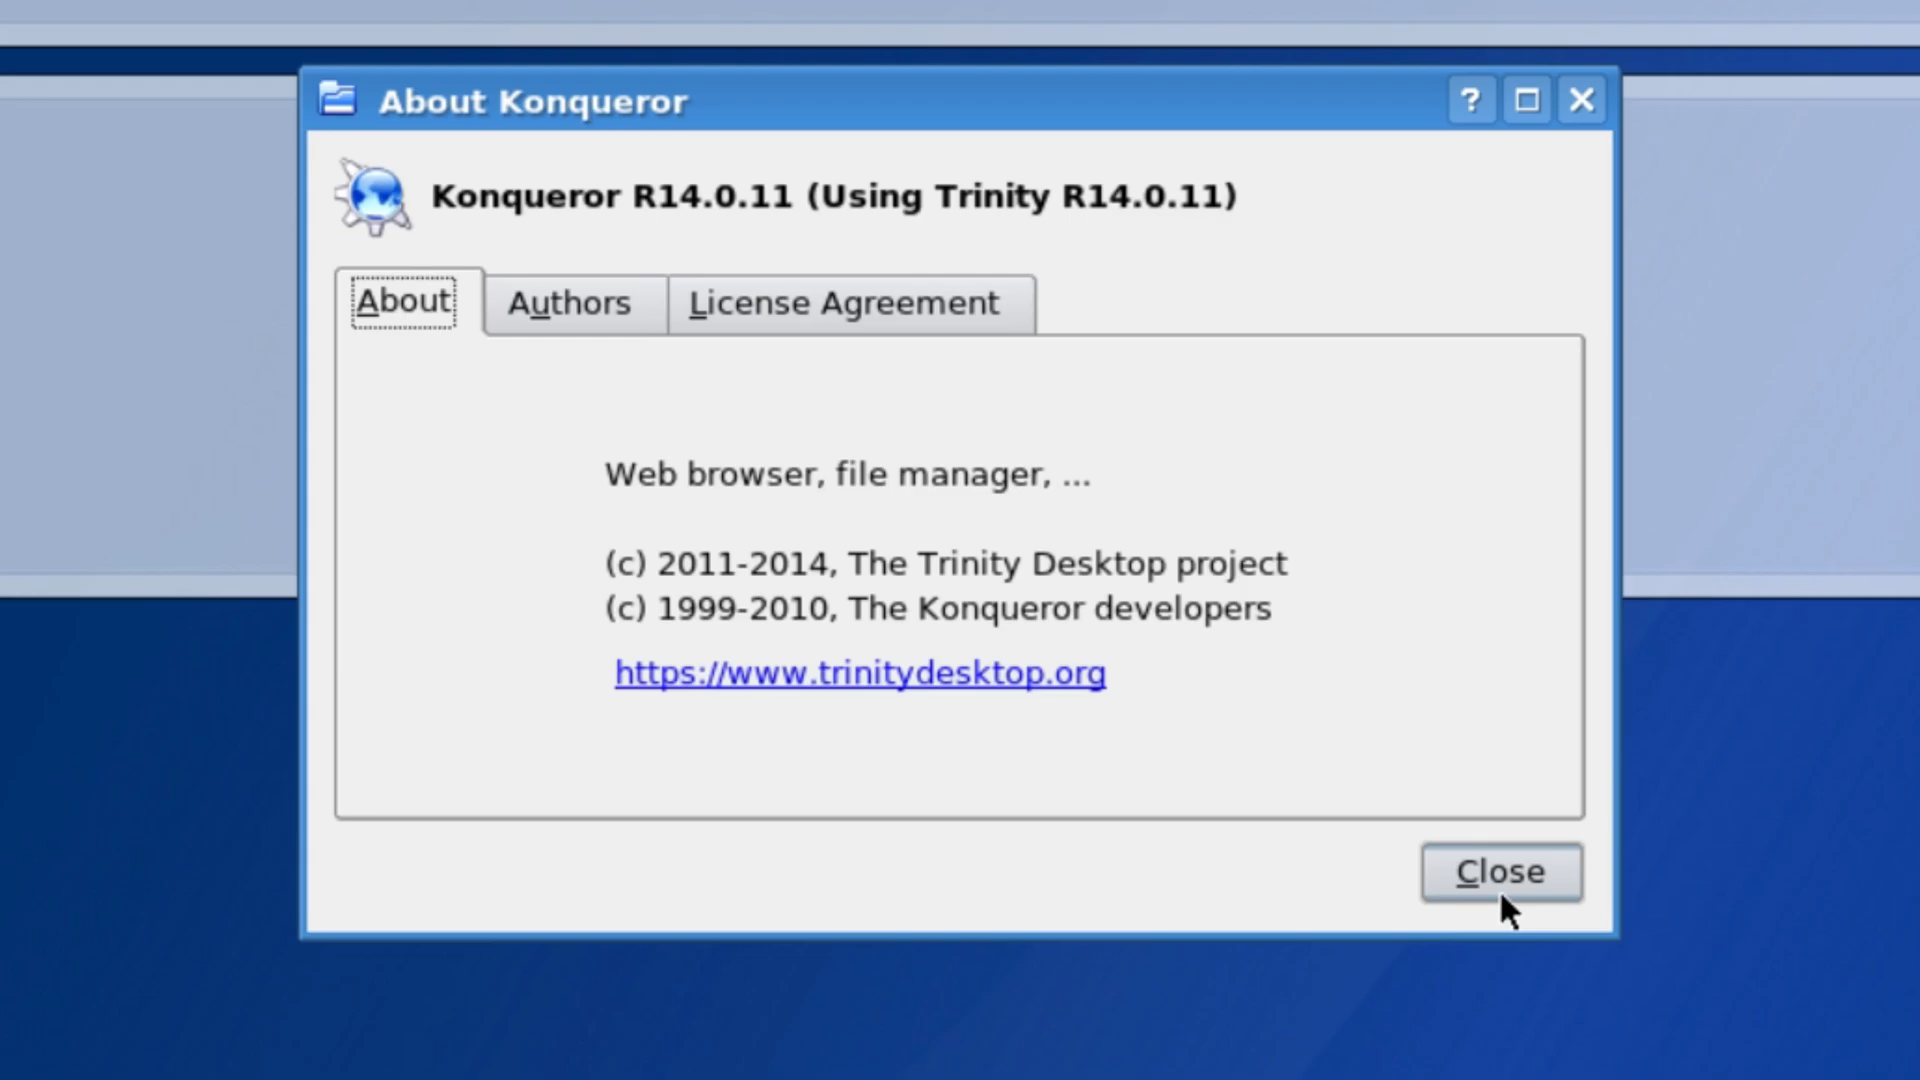 About Konqueror
?
Konqueror R14.0.11 (Using Trinity R14.0.11)
About Authors License Agreement
Web browser, file manager, ...
(c) 2011-2014, The Trinity Desktop project
(c) 1999-2010, The Konqueror developers
https://www.trinitydesktop.org
Close